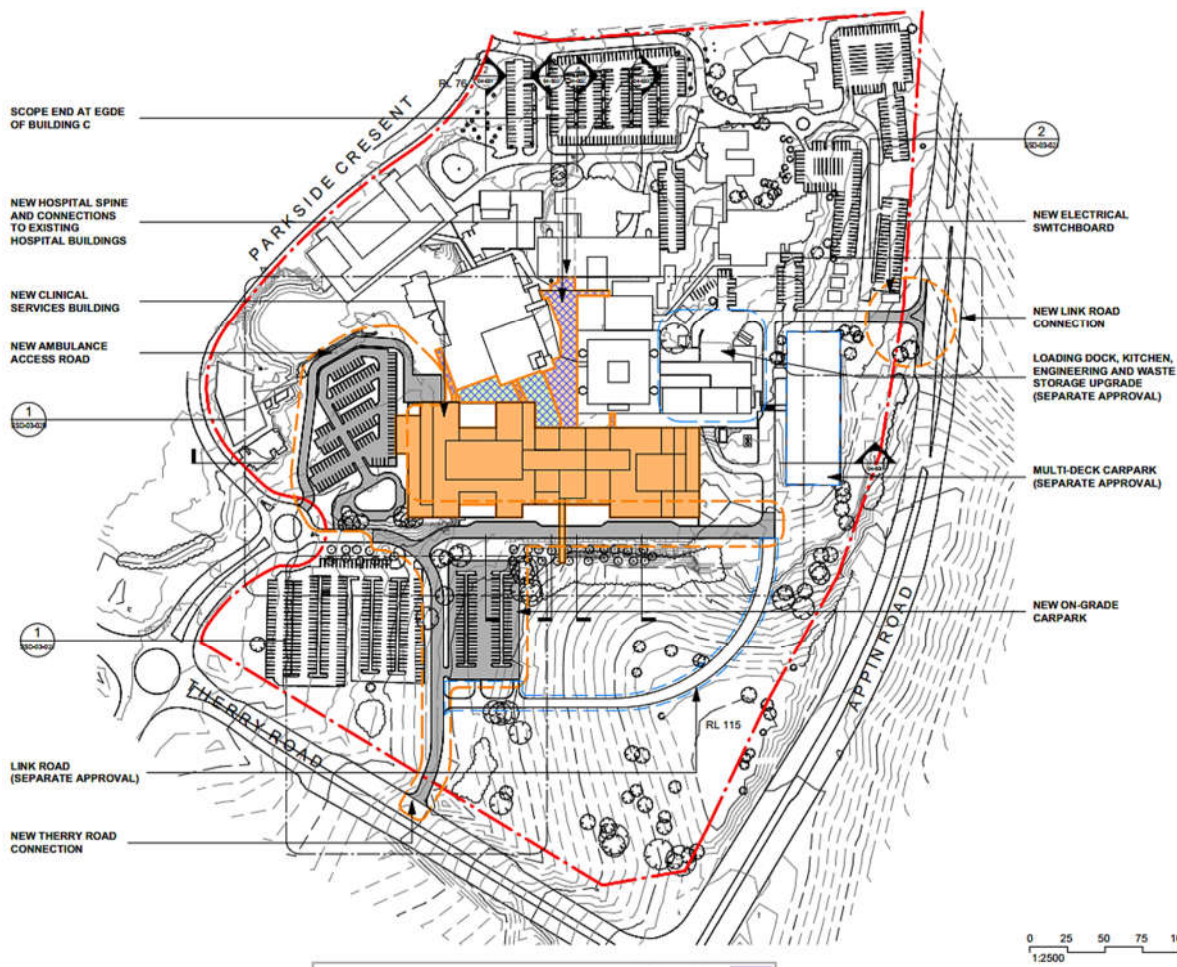 SCOPE END AT EGDE
OF BUILDING C
NEW HOSPITAL SPINE
AND CONNECTIONS
TO EXISTING
HOSPITAL BUILDINGS
NEW CLINICAL
SERVICES BUILDING
NEW AMBULANCE
ACCESS ROAD
1
1
LINK ROAD
(SEPARATE APPROVAL)
NEW THERRY ROAD
CONNECTION
RL 76
PARKSIDE CRESENT
THERRY ROAD
RL 115
APPIN ROAD
2
NEW ELECTRICAL
SWITCHBOARD
NEW LINK ROAD
CONNECTION
LOADING DOCK, KITCHEN,
ENGINEERING AND WASTE
STORAGE UPGRADE
(SEPARATE APPROVAL)
MULTI-DECK CARPARK
(SEPARATE APPROVAL)
NEW ON-GRADE
CARPARK
0 25 50 75
1:2500